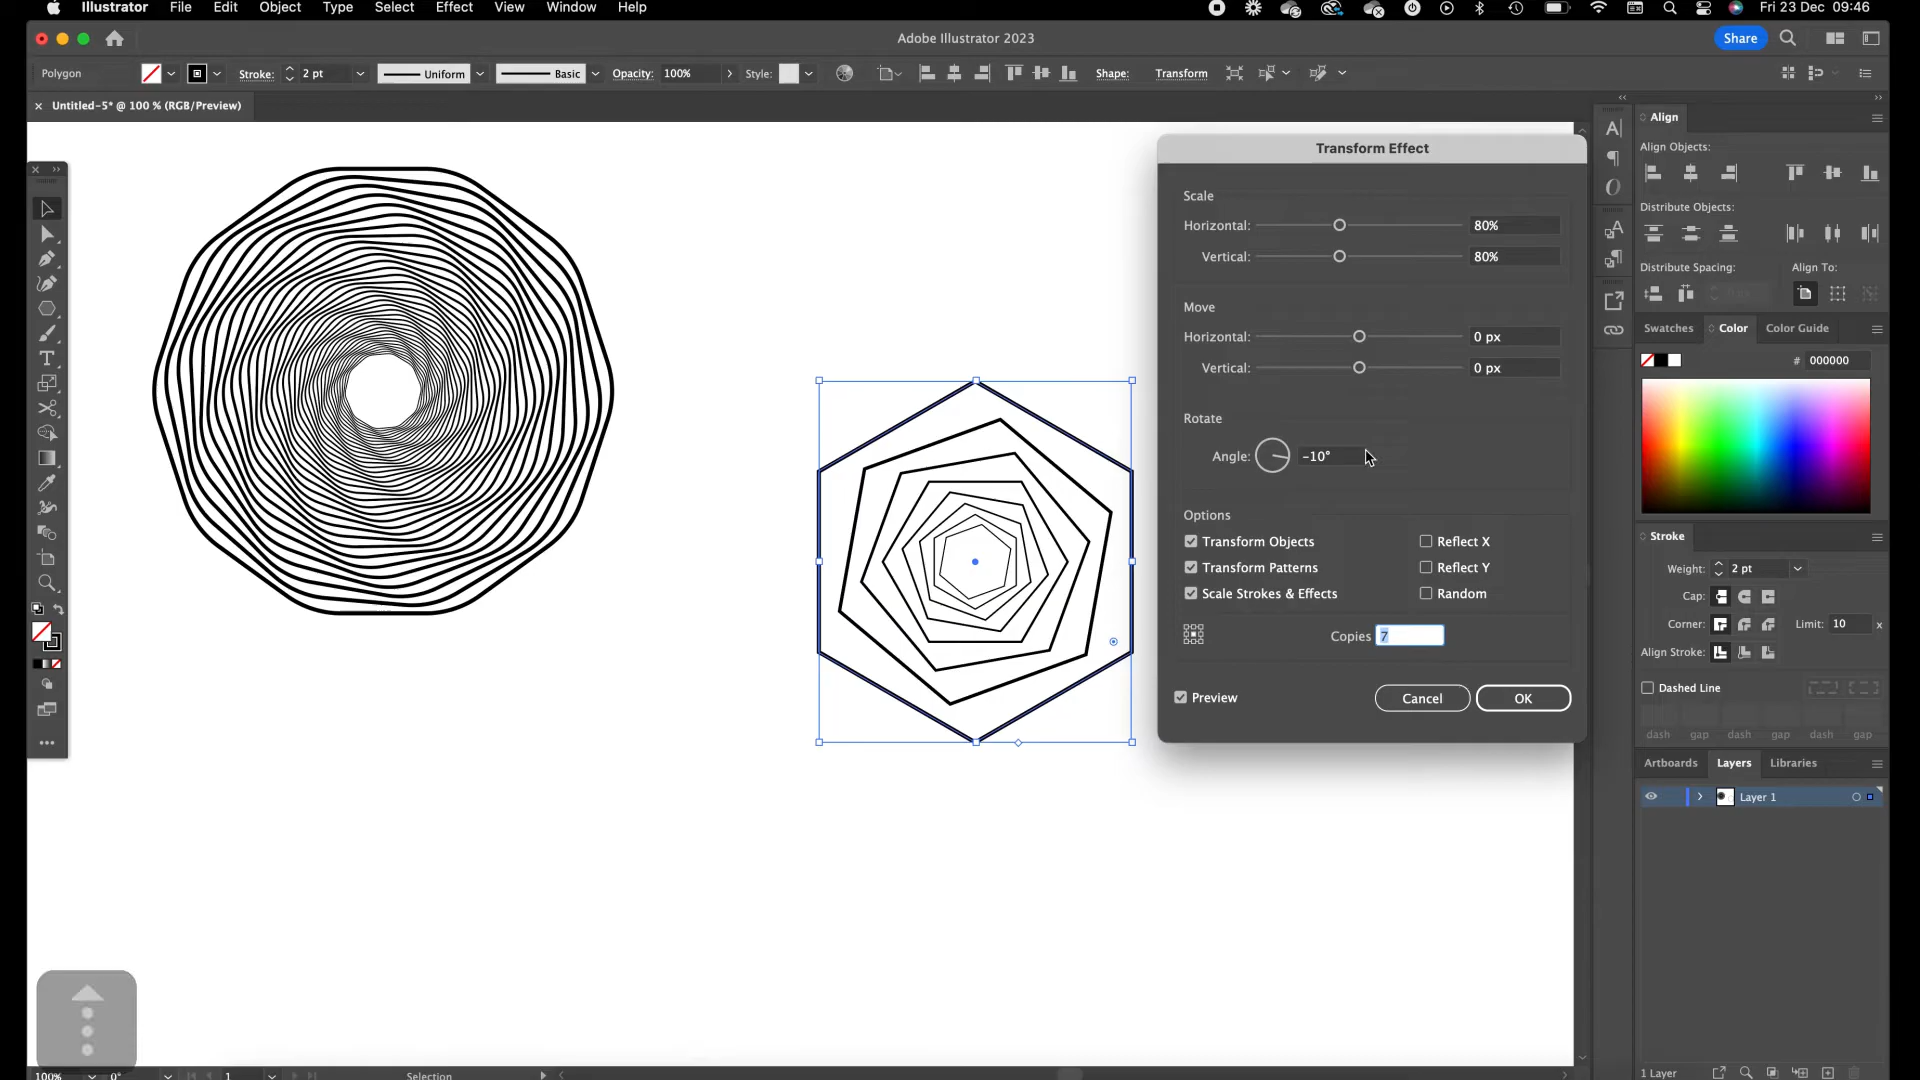 Illustrator File Edit Object Type Select Effect View Window Help Fri 23 Dec 09:46
Adobe Illustrator 2023 Share
Polygon Stroke: 2 pt Uniform Basic Opacity: 100% Style: Shape: Transform
Untitled-5* @ 100 % (RGB/Preview)
Transform Effect
Scale
Horizontal: 80%
Vertical: 80%
Move
Horizontal: 0 px
Vertical: 0 px
Rotate
Angle: -10°
Options
Transform Objects Reflect X
Transform Patterns Reflect Y
Scale Strokes & Effects Random
Copies 7
Preview Cancel OK
Align
Align Objects:
Distribute Objects:
Distribute Spacing: Align To:
Swatches Color Color Guide
# 000000
Stroke
Weight: 2 pt
Cap:
Corner: Limit: 10 x
Align Stroke:
Dashed Line
dash gap dash gap dash gap
Artboards Layers Libraries
Layer 1
1 Layer
100% 0° 1 Selection